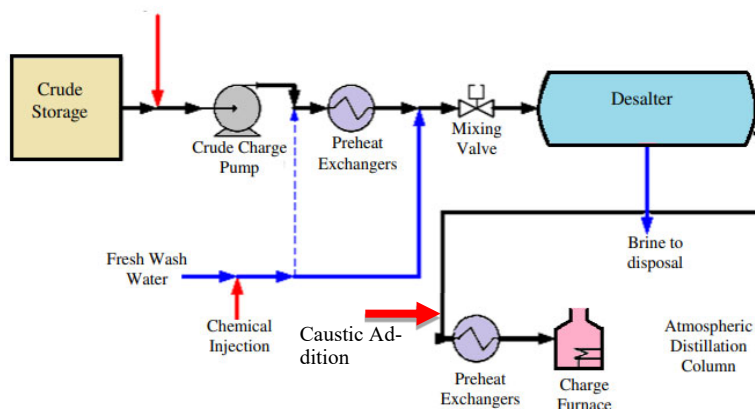 Crude
Storage
Crude Charge
Pump
Preheat
Exchangers
Mixing
Valve
Desalter
Fresh Wash
Water
Chemical
Injection
Brine to
disposal
Caustic Ad-
dition
Preheat
Exchangers
Charge
Furnace
Atmospheric
Distillation
Column